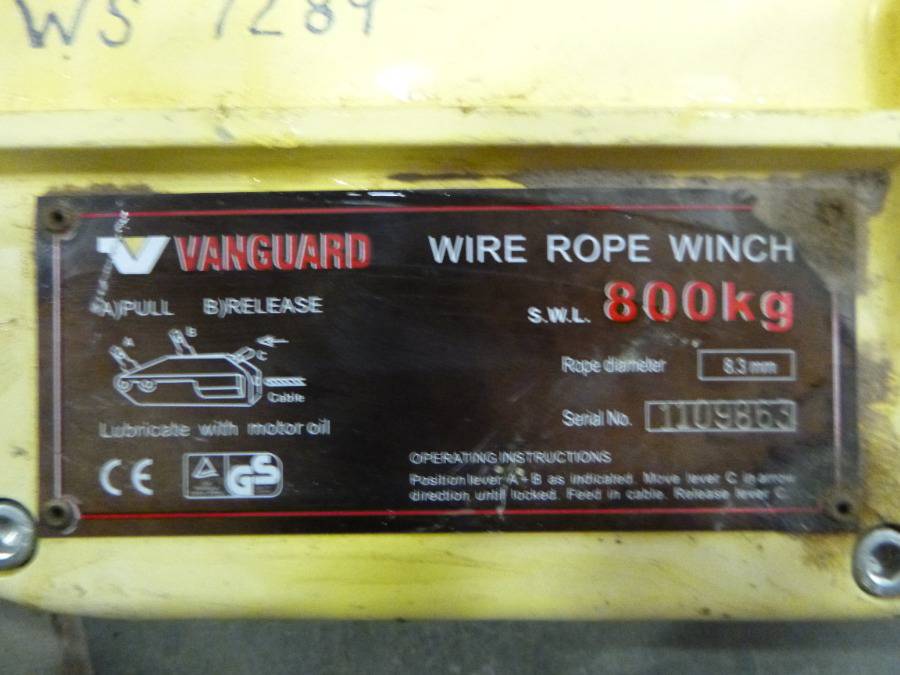 WS 7289
VANGUARD
WIRE ROPE WINCH
A)PULL B)RELEASE
S.W.L. 800kg
A
B
C
Cable
Rope diameter 8.3 mm
Lubricate with motor oil
Serial No. 1109863
CE
GS
OPERATING INSTRUCTIONS
Position lever A+B as indicated. Move lever C in arrow
direction until locked. Feed in cable. Release lever C.